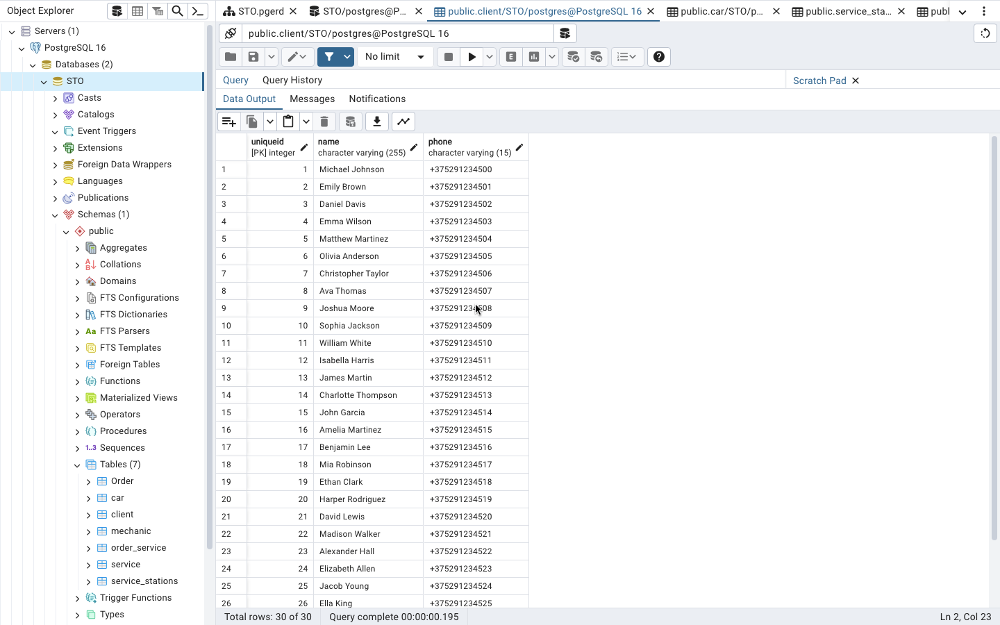 Object Explorer
Servers (1)
PostgreSQL 16
Databases (2)
STO
Casts
Catalogs
Event Triggers
Extensions
Foreign Data Wrappers
Languages
Publications
Schemas (1)
public
Aggregates
Collations
Domains
FTS Configurations
FTS Dictionaries
Aa FTS Parsers
FTS Templates
Foreign Tables
Functions
Materialized Views
Operators
Procedures
1..3 Sequences
Tables (7)
Order
car
client
mechanic
order_service
service
service_stations
Trigger Functions
Types
STO.pgerd
STO/postgres@P...
public.client/STO/postgres@PostgreSQL 16
public.car/STO/p...
public.service_sta...
publ
public.client/STO/postgres@PostgreSQL 16
No limit
E
Query Query History
Scratch Pad
Data Output Messages Notifications
uniqueid name phone
[PK] integer character varying (255) character varying (15)
1 1 Michael Johnson +375291234500
2 2 Emily Brown +375291234501
3 3 Daniel Davis +375291234502
4 4 Emma Wilson +375291234503
5 5 Matthew Martinez +375291234504
6 6 Olivia Anderson +375291234505
7 7 Christopher Taylor +375291234506
8 8 Ava Thomas +375291234507
9 9 Joshua Moore +375291234508
10 10 Sophia Jackson +375291234509
11 11 William White +375291234510
12 12 Isabella Harris +375291234511
13 13 James Martin +375291234512
14 14 Charlotte Thompson +375291234513
15 15 John Garcia +375291234514
16 16 Amelia Martinez +375291234515
17 17 Benjamin Lee +375291234516
18 18 Mia Robinson +375291234517
19 19 Ethan Clark +375291234518
20 20 Harper Rodriguez +375291234519
21 21 David Lewis +375291234520
22 22 Madison Walker +375291234521
23 23 Alexander Hall +375291234522
24 24 Elizabeth Allen +375291234523
25 25 Jacob Young +375291234524
26 26 Ella King +375291234525
Total rows: 30 of 30 Query complete 00:00:00.195 Ln 2, Col 23